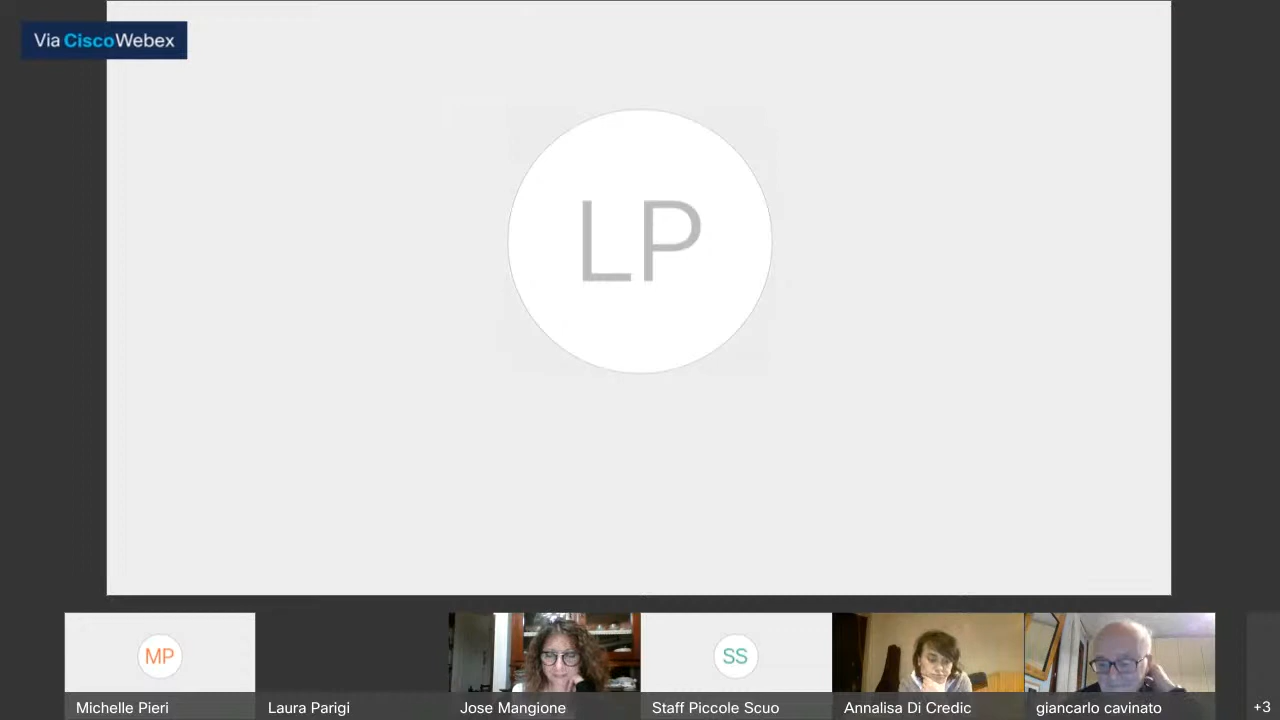 Via CiscoWebex
LP
MP
SS
Michelle Pieri
Laura Parigi
Jose Mangione
Staff Piccole Scuo
Annalisa Di Credic
giancarlo cavinato
+3